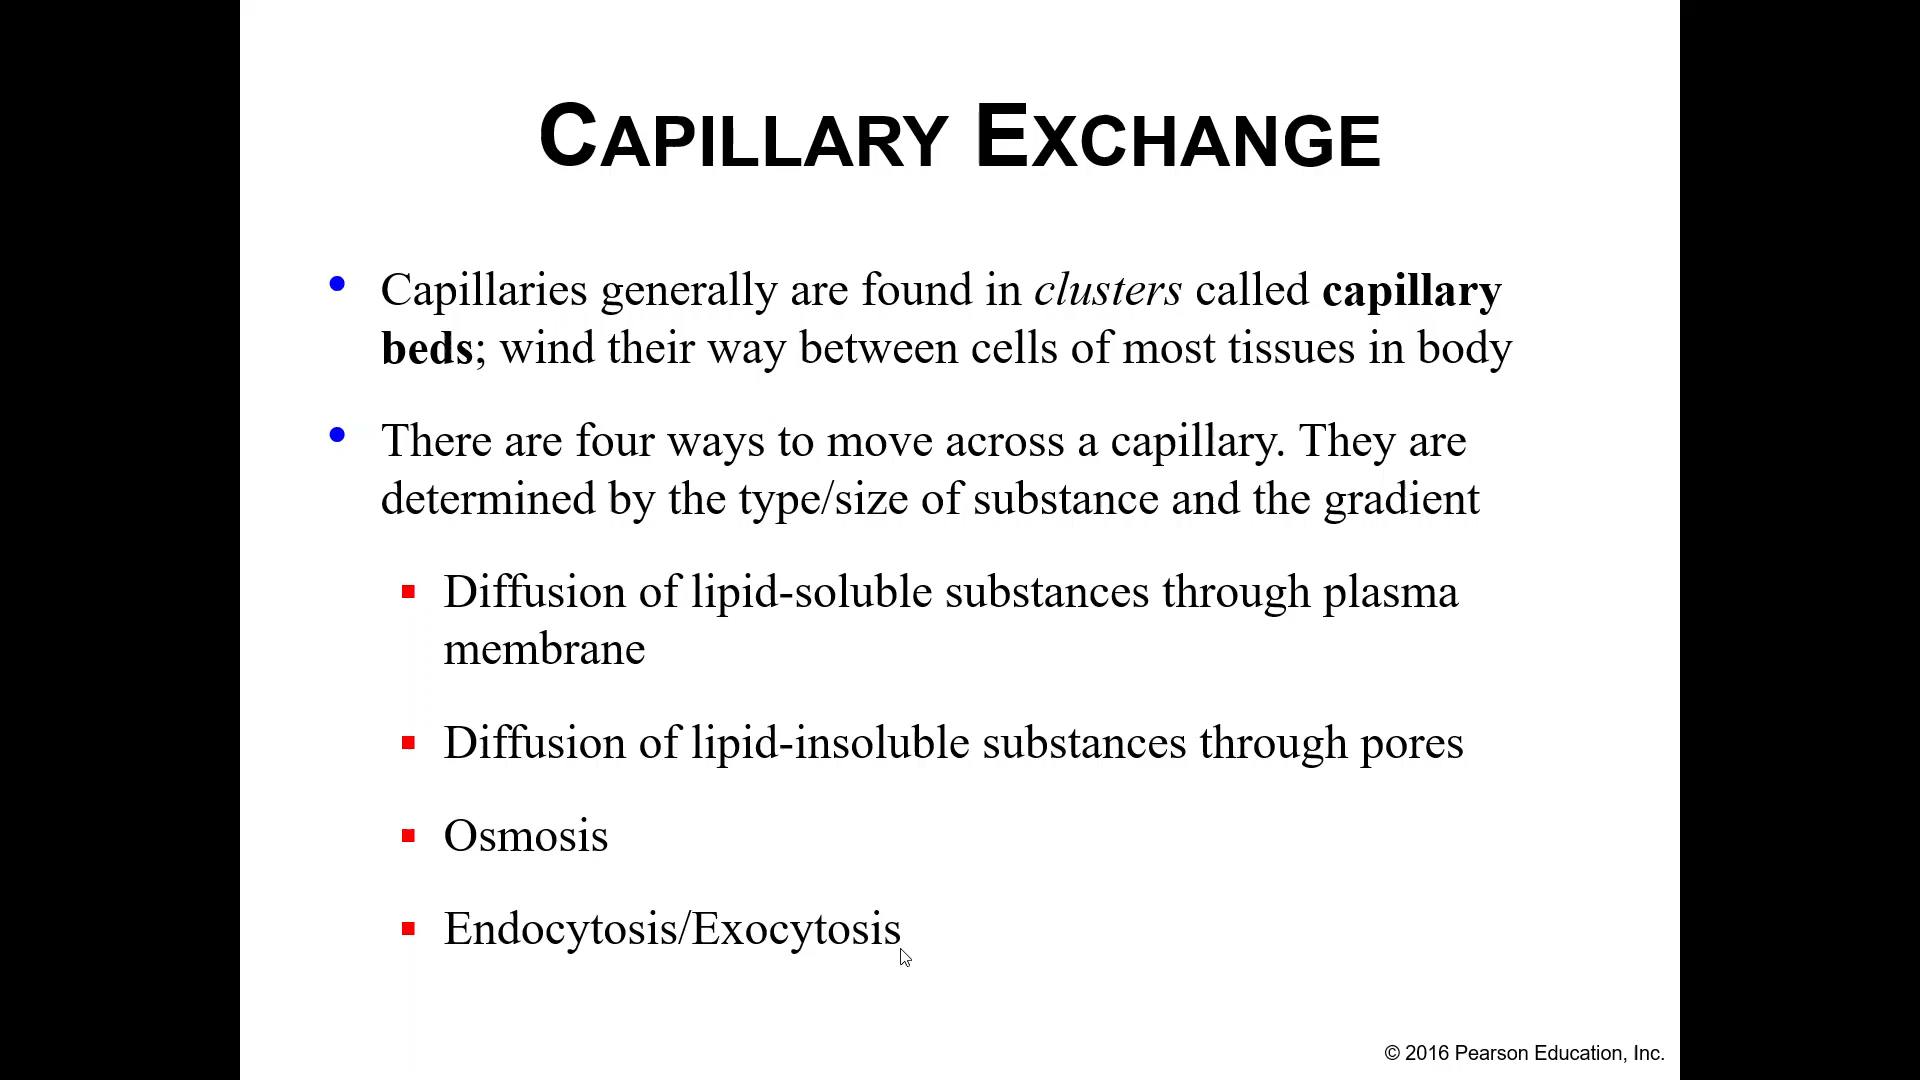 CAPILLARY EXCHANGE
• Capillaries generally are found in clusters called capillary
beds; wind their way between cells of most tissues in body
• There are four ways to move across a capillary. They are
determined by the type/size of substance and the gradient
▪ Diffusion of lipid-soluble substances through plasma
membrane
▪ Diffusion of lipid-insoluble substances through pores
▪ Osmosis
▪ Endocytosis/Exocytosis
© 2016 Pearson Education, Inc.